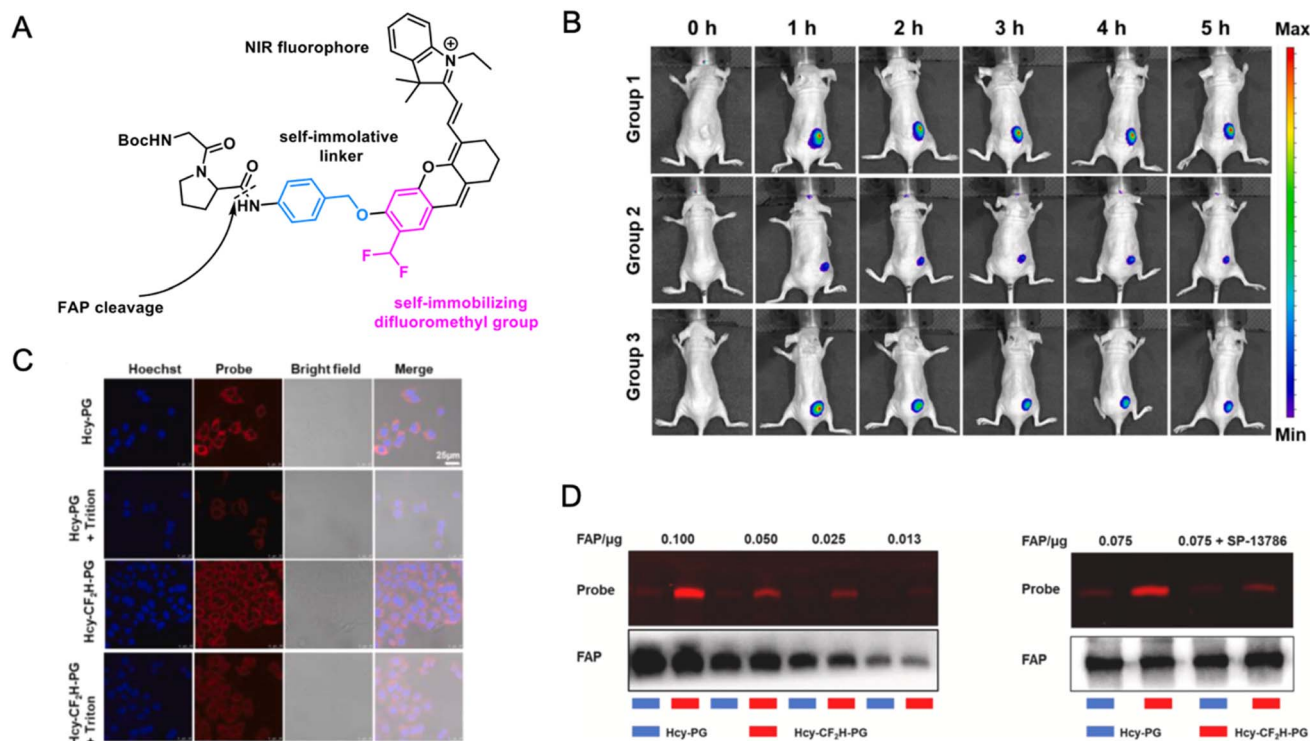 A
NIR fluorophore
N
+
self-immolative
linker
BocHN
O
N
O
HN
O
O
F
F
FAP cleavage
self-immobilizing
difluoromethyl group
B
0 h 1 h 2 h 3 h 4 h 5 h
Max
Group 1
Group 2
Group 3
Min
C
Hoechst Probe Bright field Merge
Hcy-PG
25μm
Hcy-PG
+ Trition
Hcy-CF₂H-PG
Hcy-CF₂H-PG
+ Triton
D
FAP/μg 0.100 0.050 0.025 0.013
Probe
FAP
Hcy-PG Hcy-CF₂H-PG
FAP/μg 0.075 0.075 + SP-13786
Probe
FAP
Hcy-PG Hcy-CF₂H-PG